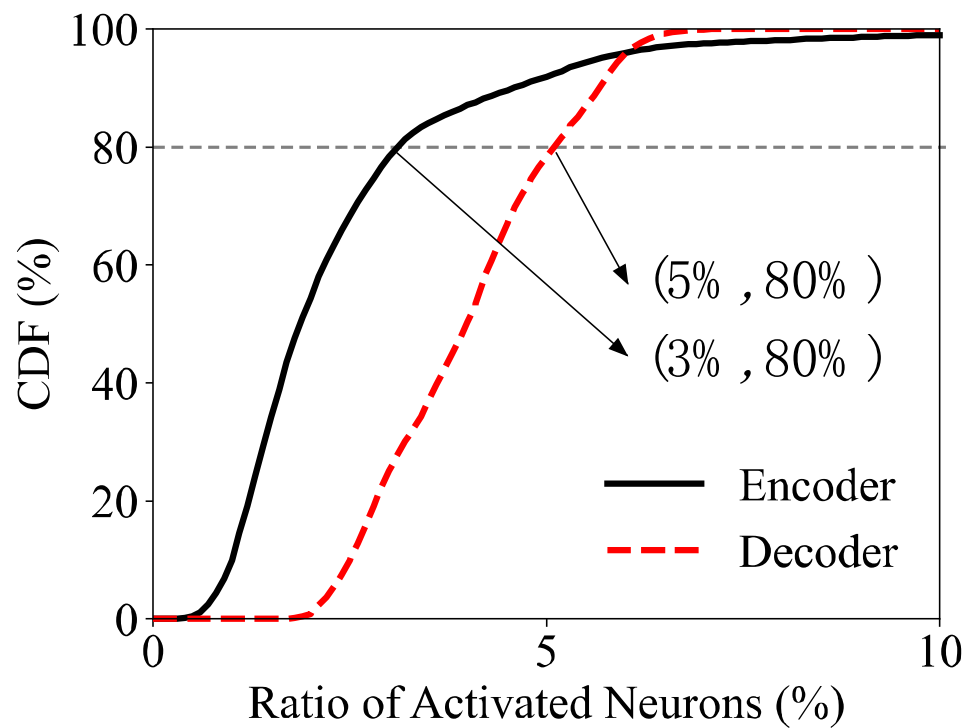 100
80
60
40
20
0
CDF (%)
(5% ,80% )
(3% ,80% )
Encoder
Decoder
0 5 10
Ratio of Activated Neurons (%)